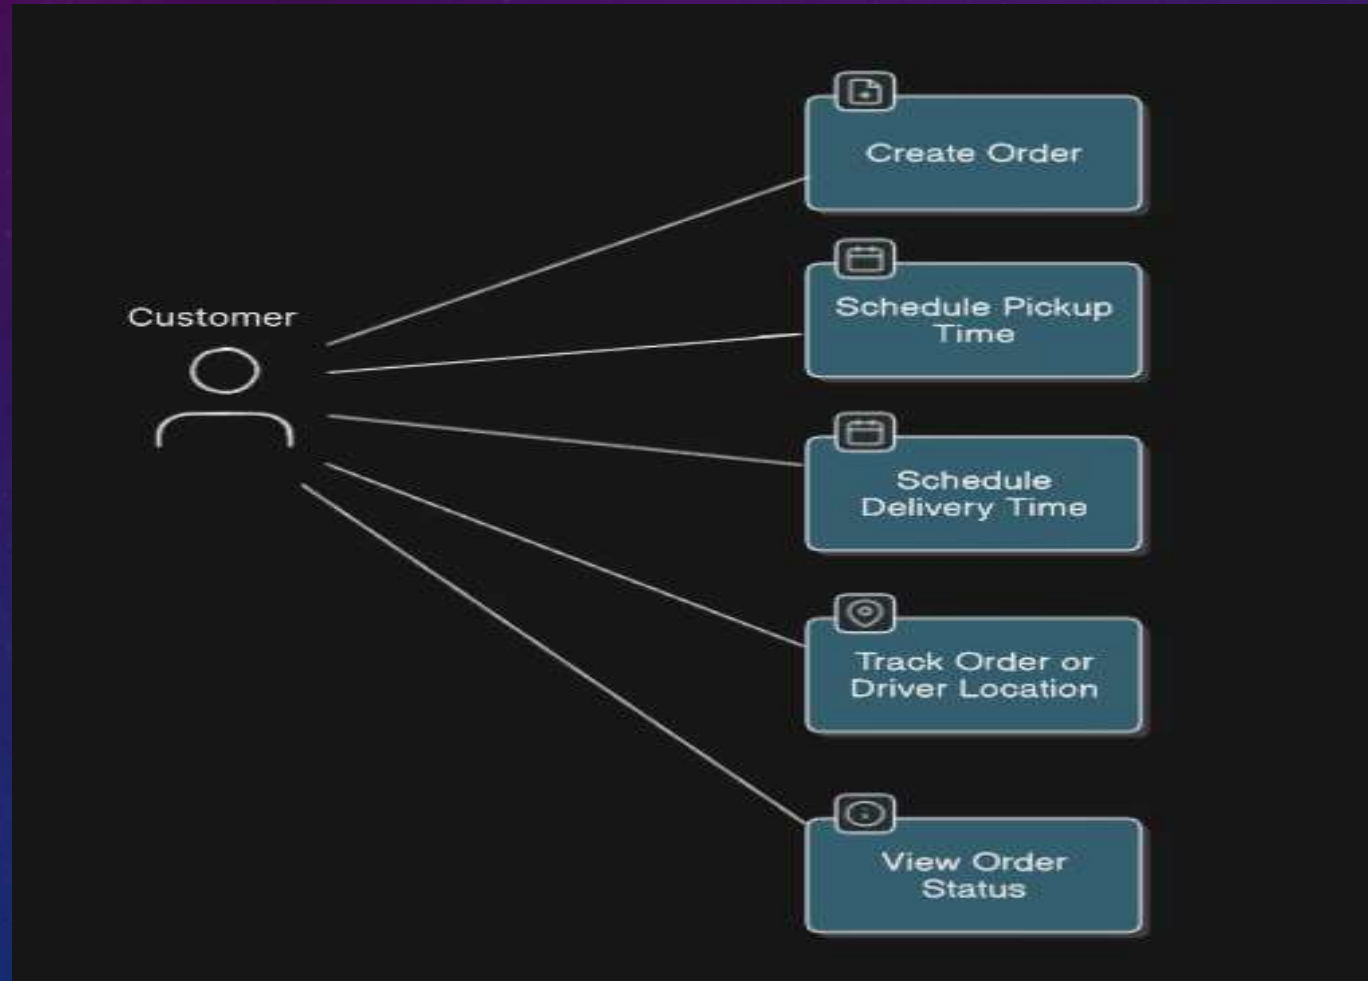 Customer
Create Order
Schedule Pickup
Time
Schedule
Delivery Time
Track Order or
Driver Location
View Order
Status